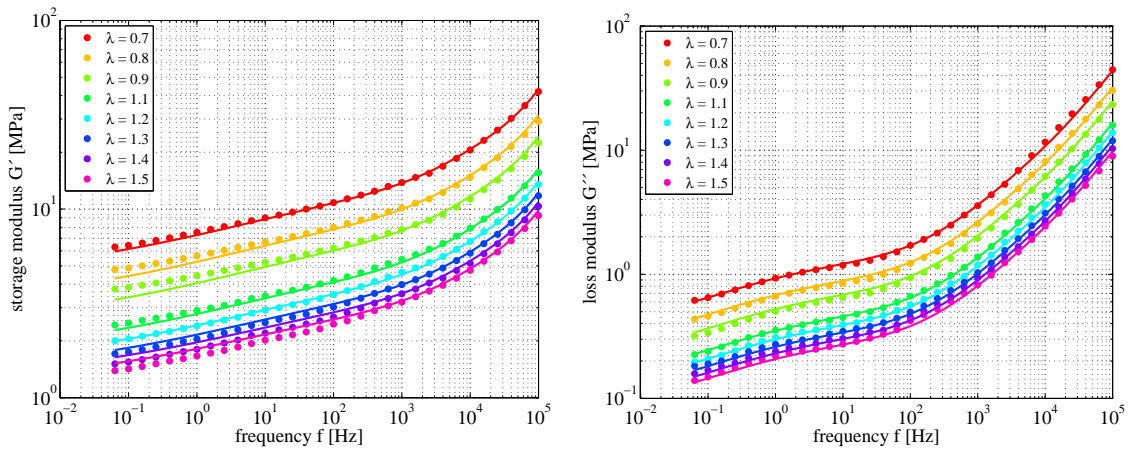 10^2
10^1
10^0
storage modulus G´ [MPa]
λ = 0.7
λ = 0.8
λ = 0.9
λ = 1.1
λ = 1.2
λ = 1.3
λ = 1.4
λ = 1.5
10^-2 10^-1 10^0 10^1 10^2 10^3 10^4 10^5
frequency f [Hz]
10^2
10^1
10^0
10^-1
loss modulus G´´ [MPa]
λ = 0.7
λ = 0.8
λ = 0.9
λ = 1.1
λ = 1.2
λ = 1.3
λ = 1.4
λ = 1.5
10^-2 10^-1 10^0 10^1 10^2 10^3 10^4 10^5
frequency f [Hz]